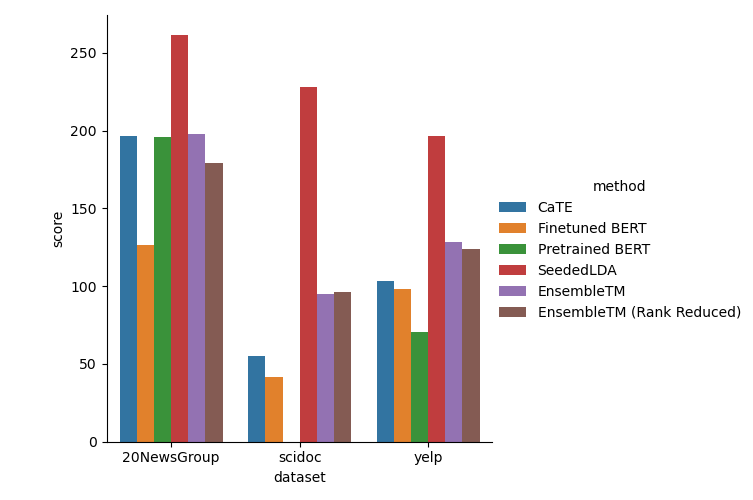 250
200
150
100
50
0
score
20NewsGroup scidoc yelp
dataset
method
CaTE
Finetuned BERT
Pretrained BERT
SeededLDA
EnsembleTM
EnsembleTM (Rank Reduced)